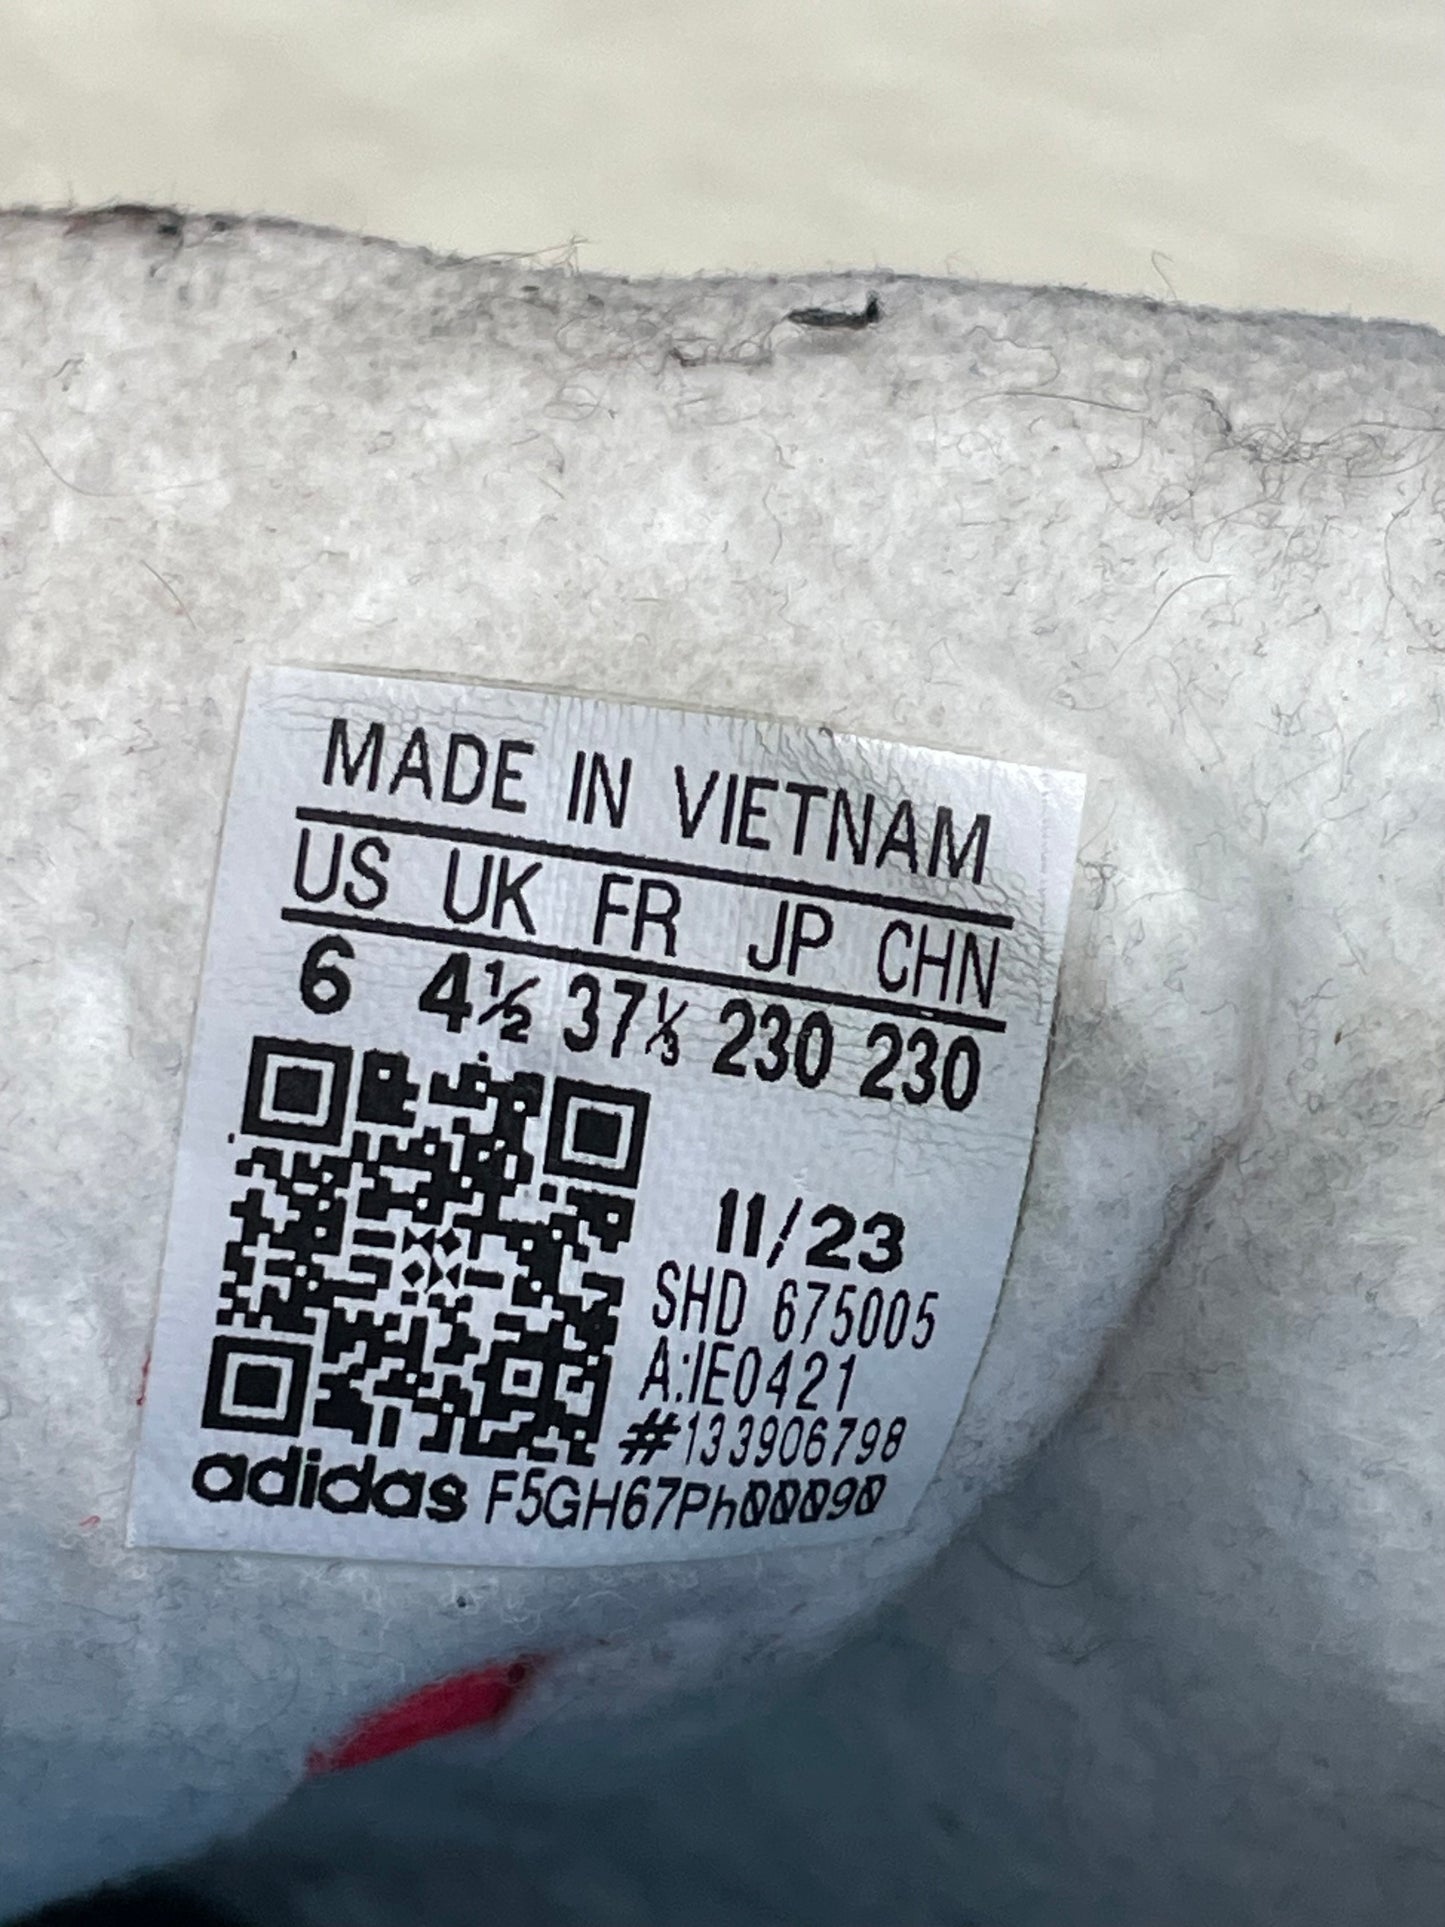 MADE IN VIETNAM
US UK FR JP CHN
6 4½ 37⅓ 230 230
11/23
SHD 675005
A:IE0421
#133906798
adidas F5GH67Ph00090